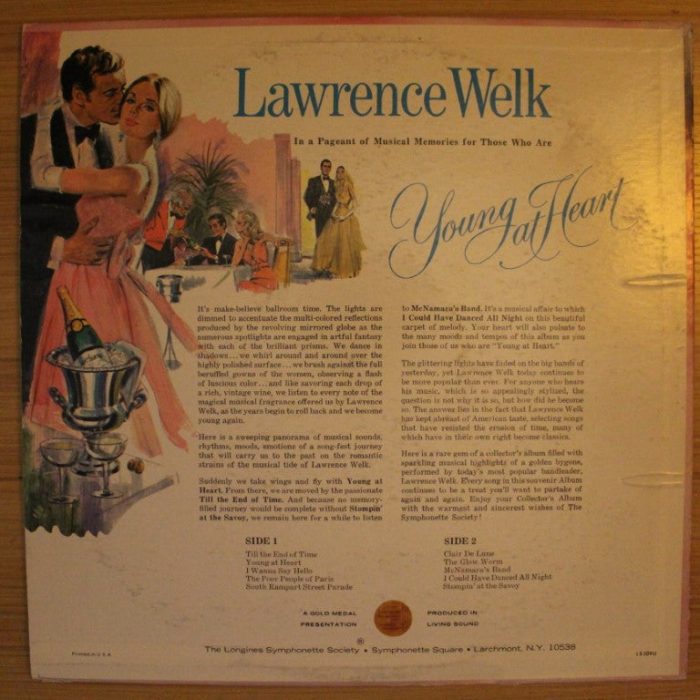 Lawrence Welk
In a Pageant of Musical Memories for Those Who Are
Young at Heart
It's make-believe ballroom time. The lights are
dimmed to accentuate the multi-colored reflections
produced by the revolving mirrored globe as the
numerous spotlights are engaged in artful fantasy
with each of the brilliant prisms. We dance in
shadows...we whirl around and around over the
highly polished surface...we brush against the full
beruffled gowns of the women, observing a flash
of luscious color...and like savoring each drop of
a rich, vintage wine, we listen to every note of the
magical musical fragrance offered us by Lawrence
Welk, as the years begin to roll back and we become
young again.
Here is a sweeping panorama of musical sounds,
rhythms, moods, emotions of a song-fest journey
that will carry us to the past on the romantic
strains of the musical tide of Lawrence Welk.
Suddenly we take wings and fly with Young at
Heart. From there, we are moved by the passionate
Till the End of Time. And because no memory-
filled journey would be complete without Stompin'
at the Savoy, we remain here for a while to listen
to McNamara's Band. It's a musical affair to which
I Could Have Danced All Night on this beautiful
carpet of melody. Your heart will also pulsate to
the many moods and tempos of this album as you
join those of us who are "Young at Heart."
The glittering lights have faded on the big bands of
yesterday, yet Lawrence Welk today continues to
be more popular than ever. For anyone who hears
his music, which is so appealingly stylized, the
question is not why it is so, but how did he become
so. The answer lies in the fact that Lawrence Welk
has kept abreast of American taste, selecting songs
that have resisted the erosion of time, many of
which have in their own right become classics.
Here is a rare gem of a collector's album filled with
sparkling musical highlights of a golden bygone,
performed by today's most popular bandleader,
Lawrence Welk. Every song in this souvenir Album
continues to be a treat you'll want to partake of
again and again. Enjoy your Collector's Album
with the warmest and sincerest wishes of The
Symphonette Society!
SIDE 1
Till the End of Time
Young at Heart
I Wanna Say Hello
The Poor People of Paris
South Rampart Street Parade
SIDE 2
Clair De Lune
The Glow Worm
McNamara's Band
I Could Have Danced All Night
Stompin' at the Savoy
A GOLD MEDAL
PRESENTATION
PRODUCED IN
LIVING SOUND
®
The Longines Symphonette Society • Symphonette Square • Larchmont, N.Y. 10538
Printed in U.S.A.